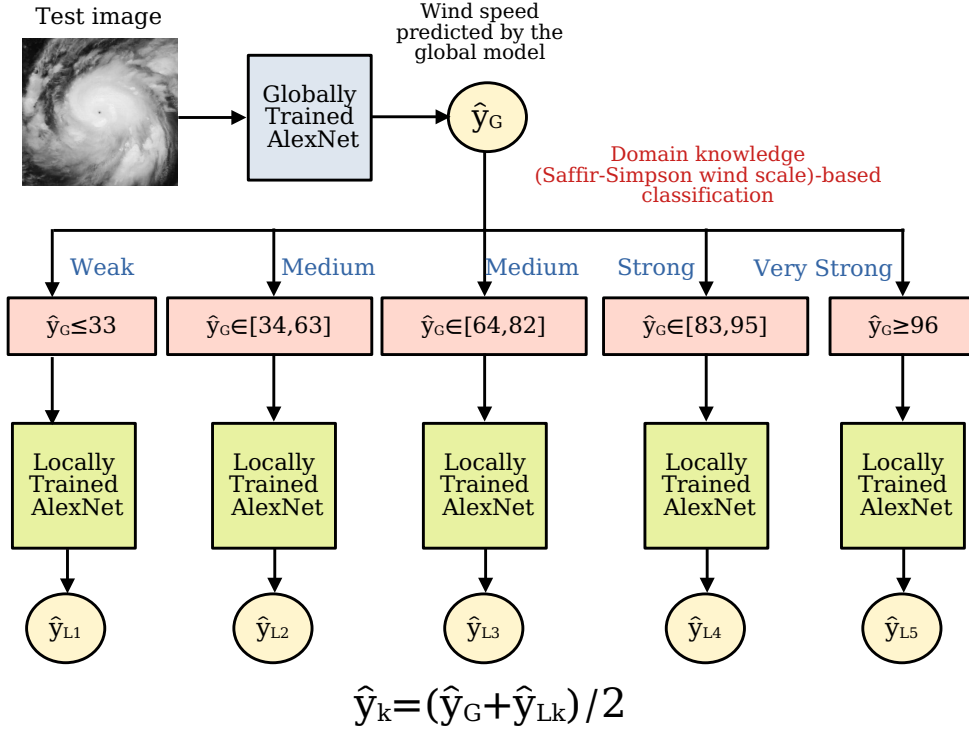 Test image
Wind speed
predicted by the
global model
Globally
Trained
AlexNet
ŷG
Domain knowledge
(Saffir-Simpson wind scale)-based
classification
Weak
Medium
Medium
Strong
Very Strong
ŷG≤33
ŷG∈[34,63]
ŷG∈[64,82]
ŷG∈[83,95]
ŷG≥96
Locally
Trained
AlexNet
Locally
Trained
AlexNet
Locally
Trained
AlexNet
Locally
Trained
AlexNet
Locally
Trained
AlexNet
ŷL1
ŷL2
ŷL3
ŷL4
ŷL5
ŷk=(ŷG+ŷLk)/2